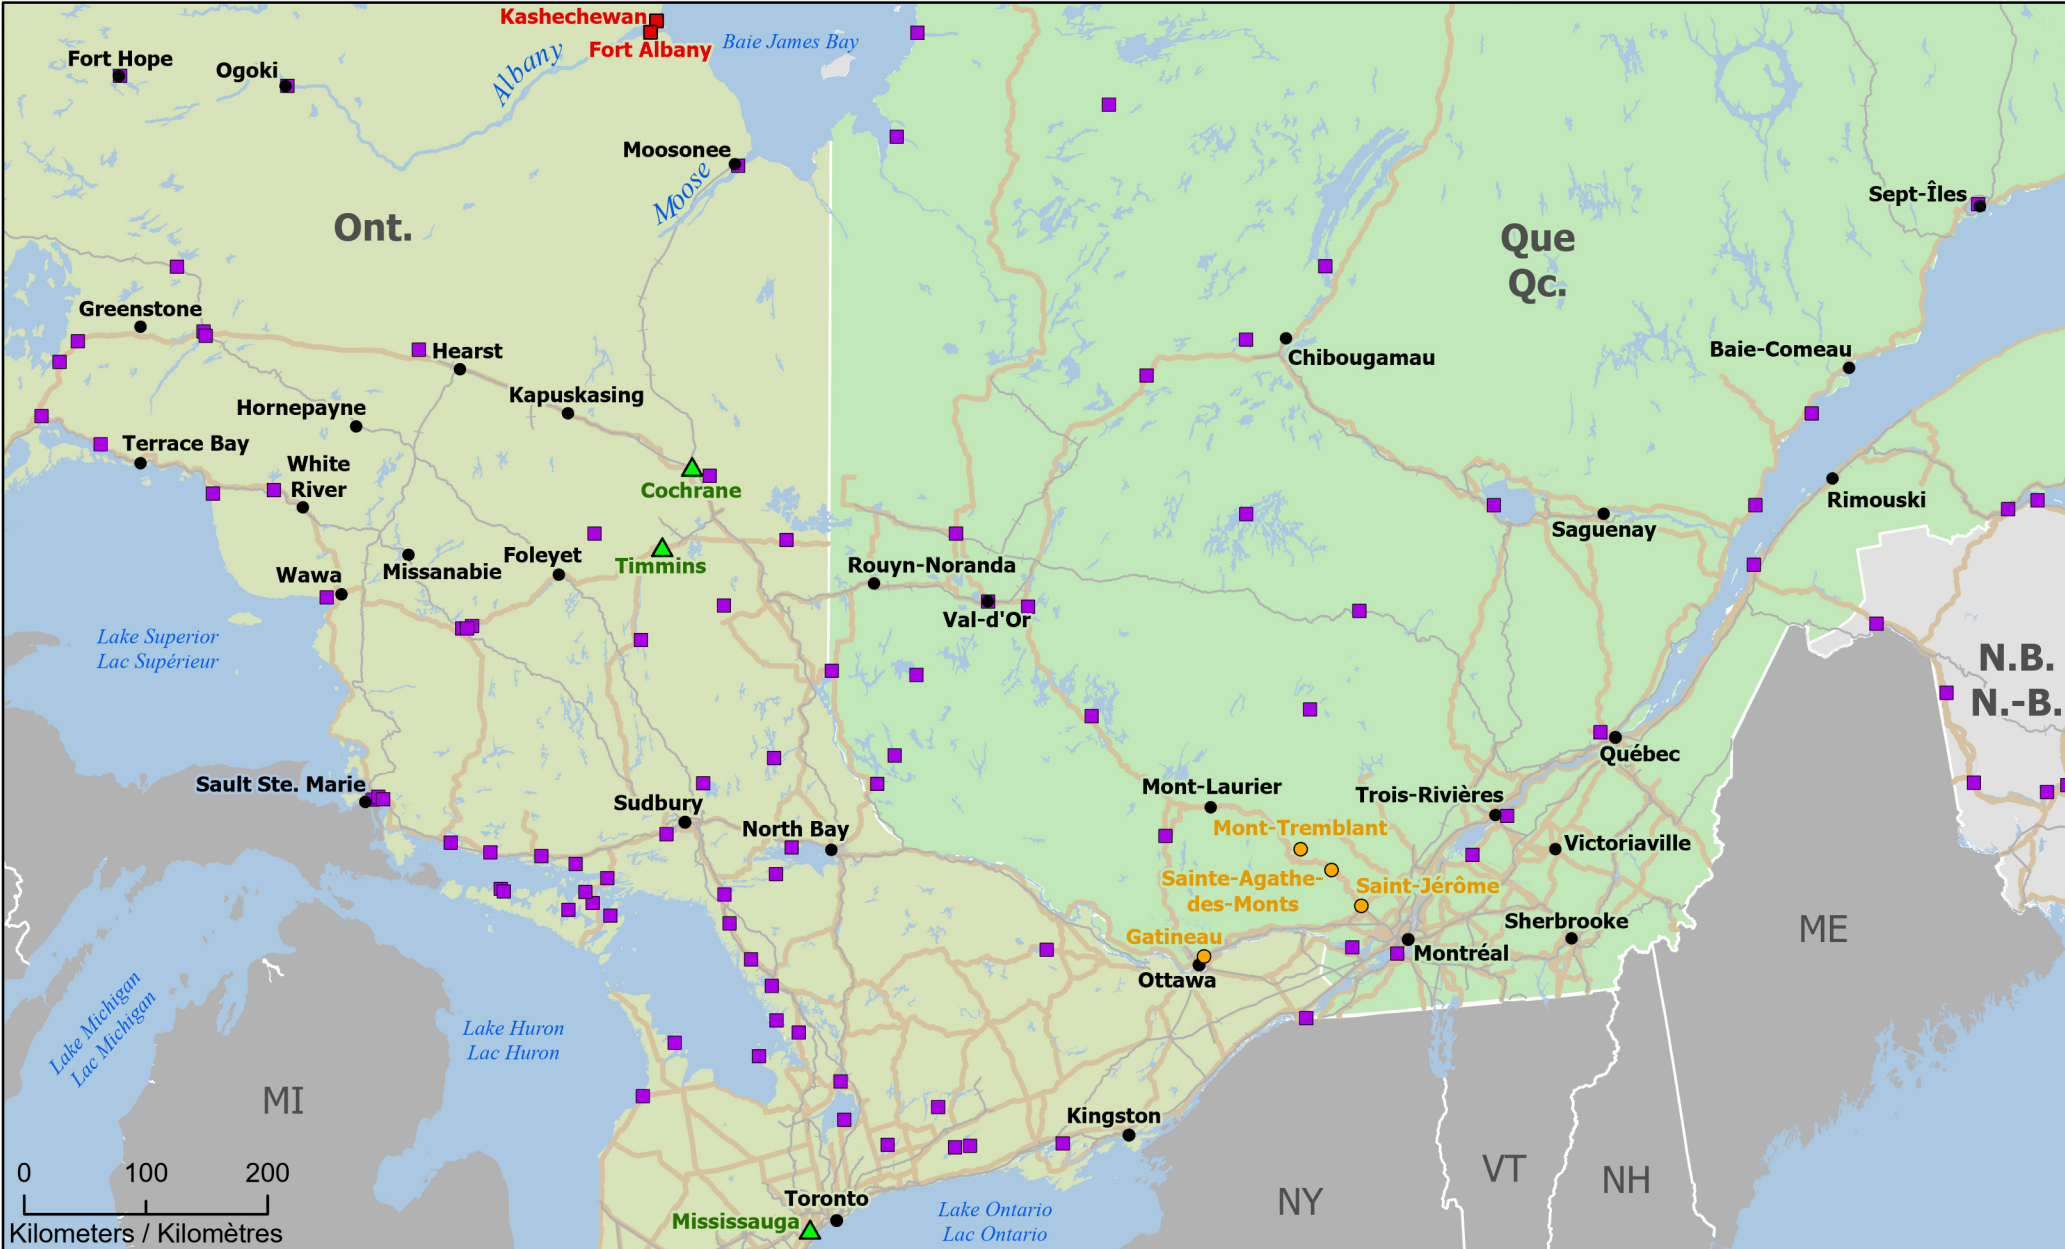 Kashechewan
Fort Albany
Baie James Bay
Albany
Fort Hope
Ogoki
Moosonee
Moose
Ont.
Que
Qc.
Sept-Îles
Greenstone
Hearst
Kapuskasing
Hornepayne
Terrace Bay
White
River
Chibougamau
Baie-Comeau
Rimouski
Cochrane
Timmins
Foleyet
Missanabie
Wawa
Rouyn-Noranda
Val-d'Or
Saguenay
Lake Superior
Lac Supérieur
N.B.
N.-B.
Québec
Sault Ste. Marie
Sudbury
North Bay
Mont-Laurier
Trois-Rivières
Mont-Tremblant
Victoriaville
Sainte-Agathe-
des-Monts
Saint-Jérôme
Sherbrooke
Gatineau
Ottawa
Montréal
ME
Lake Michigan
Lac Michigan
Lake Huron
Lac Huron
MI
Kingston
VT
NH
NY
Toronto
Mississauga
Lake Ontario
Lac Ontario
0 100 200
Kilometers / Kilomètres